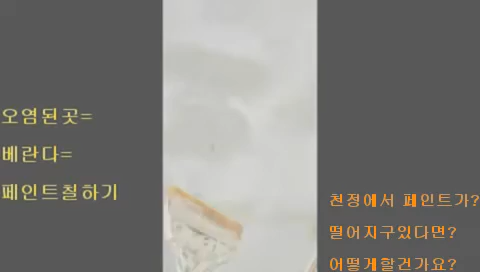 오염된곳=
베란다=
페인트칠하기
천정에서 페인트가?
떨어지구있다면?
어떻게할건가요?